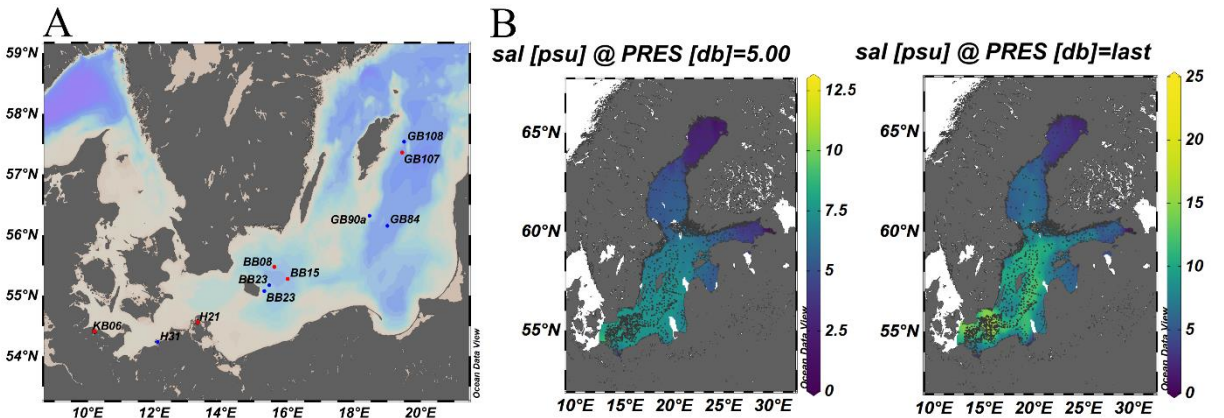 A
59°N
58°N
57°N
56°N
55°N
54°N
10°E 12°E 14°E 16°E 18°E 20°E
GB108
GB107
GB90a
GB84
BB08
BB15
BB23
BB23
H21
KB06
H31
Ocean Data View
B
sal [psu] @ PRES [db]=5.00
65°N
60°N
55°N
10°E 15°E 20°E 25°E 30°E
12.5
10
7.5
5
2.5
0
Ocean Data View
sal [psu] @ PRES [db]=last
65°N
60°N
55°N
10°E 15°E 20°E 25°E 30°E
25
20
15
10
5
0
Ocean Data View